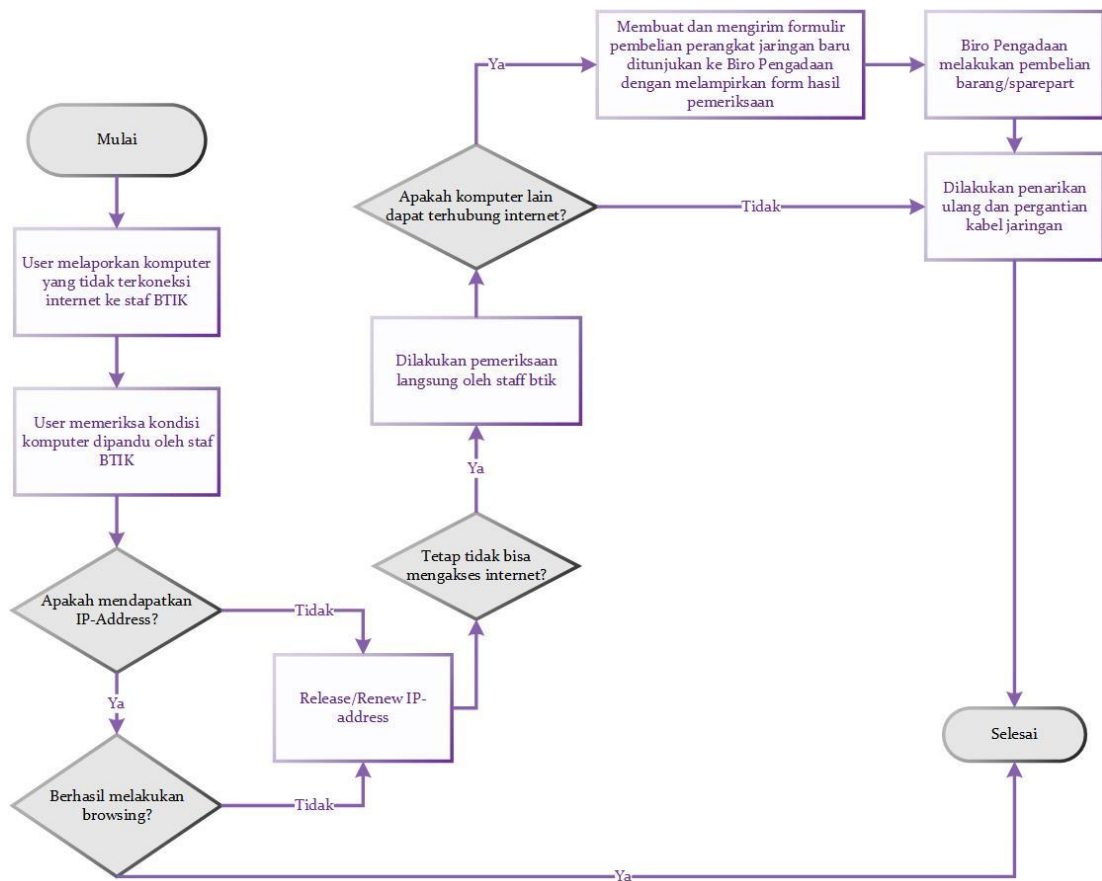 Mulai
User melaporkan komputer
yang tidak terkoneksi
internet ke staf BTIK
User memeriksa kondisi
komputer dipandu oleh staf
BTIK
Apakah mendapatkan
IP-Address?
Tidak
Ya
Berhasil melakukan
browsing?
Tidak
Ya
Release/Renew IP-
address
Tetap tidak bisa
mengakses internet?
Ya
Dilakukan pemeriksaan
langsung oleh staff btik
Apakah komputer lain
dapat terhubung internet?
Ya
Tidak
Membuat dan mengirim formulir
pembelian perangkat jaringan baru
ditunjukan ke Biro Pengadaan
dengan melampirkan form hasil
pemeriksaan
Biro Pengadaan
melakukan pembelian
barang/sparepart
Dilakukan penarikan
ulang dan pergantian
kabel jaringan
Selesai